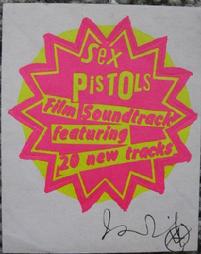 sex
PISTOLS
Film Soundtrack
featuring
20 new tracks